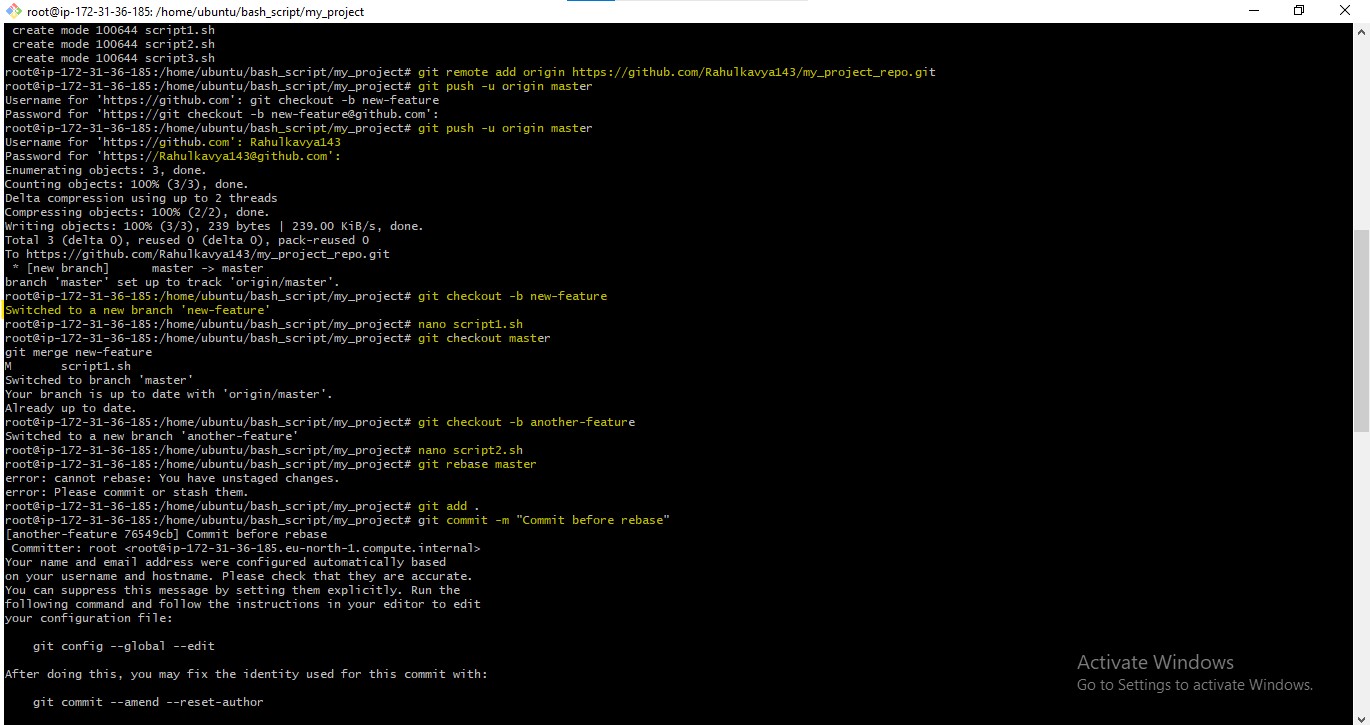 root@ip-172-31-36-185: /home/ubuntu/bash_script/my_project
create mode 100644 script1.sh
create mode 100644 script2.sh
create mode 100644 script3.sh
root@ip-172-31-36-185:/home/ubuntu/bash_script/my_project# git remote add origin https://github.com/Rahulkavya143/my_project_repo.git
root@ip-172-31-36-185:/home/ubuntu/bash_script/my_project# git push -u origin master
Username for 'https://github.com': git checkout -b new-feature
Password for 'https://git checkout -b new-feature@github.com':
root@ip-172-31-36-185:/home/ubuntu/bash_script/my_project# git push -u origin master
Username for 'https://github.com': Rahulkavya143
Password for 'https://Rahulkavya143@github.com':
Enumerating objects: 3, done.
Counting objects: 100% (3/3), done.
Delta compression using up to 2 threads
Compressing objects: 100% (2/2), done.
Writing objects: 100% (3/3), 239 bytes | 239.00 KiB/s, done.
Total 3 (delta 0), reused 0 (delta 0), pack-reused 0
To https://github.com/Rahulkavya143/my_project_repo.git
* [new branch]      master -> master
branch 'master' set up to track 'origin/master'.
root@ip-172-31-36-185:/home/ubuntu/bash_script/my_project# git checkout -b new-feature
Switched to a new branch 'new-feature'
root@ip-172-31-36-185:/home/ubuntu/bash_script/my_project# nano script1.sh
root@ip-172-31-36-185:/home/ubuntu/bash_script/my_project# git checkout master
git merge new-feature
M       script1.sh
Switched to branch 'master'
Your branch is up to date with 'origin/master'.
Already up to date.
root@ip-172-31-36-185:/home/ubuntu/bash_script/my_project# git checkout -b another-feature
Switched to a new branch 'another-feature'
root@ip-172-31-36-185:/home/ubuntu/bash_script/my_project# nano script2.sh
root@ip-172-31-36-185:/home/ubuntu/bash_script/my_project# git rebase master
error: cannot rebase: You have unstaged changes.
error: Please commit or stash them.
root@ip-172-31-36-185:/home/ubuntu/bash_script/my_project# git add .
root@ip-172-31-36-185:/home/ubuntu/bash_script/my_project# git commit -m "Commit before rebase"
[another-feature 76549cb] Commit before rebase
Committer: root <root@ip-172-31-36-185.eu-north-1.compute.internal>
Your name and email address were configured automatically based
on your username and hostname. Please check that they are accurate.
You can suppress this message by setting them explicitly. Run the
following command and follow the instructions in your editor to edit
your configuration file:
git config --global --edit
After doing this, you may fix the identity used for this commit with:
git commit --amend --reset-author
Activate Windows
Go to Settings to activate Windows.